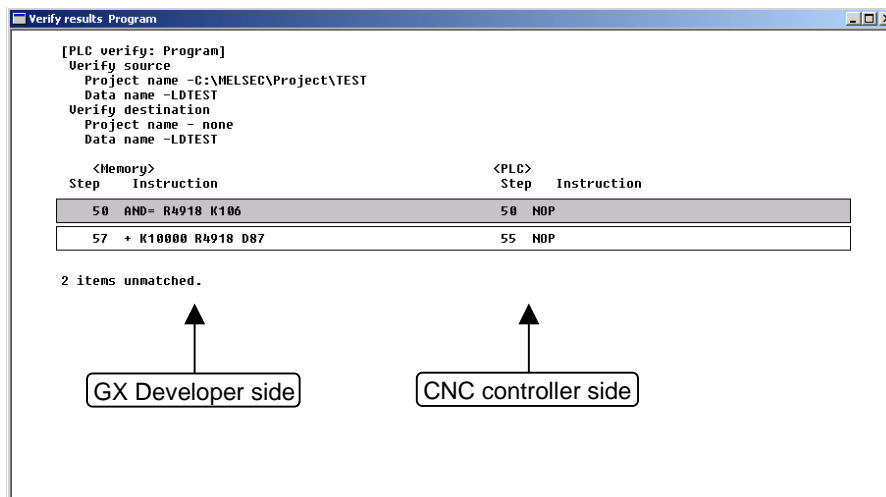 Verify results Program
[PLC verify: Program]
Verify source
Project name -C:\MELSEC\Project\TEST
Data name -LDTEST
Verify destination
Project name - none
Data name -LDTEST
<Memory> <PLC>
Step Instruction Step Instruction
50 AND= R4918 K106 50 NOP
57 + K10000 R4918 D87 55 NOP
2 items unmatched.
GX Developer side CNC controller side